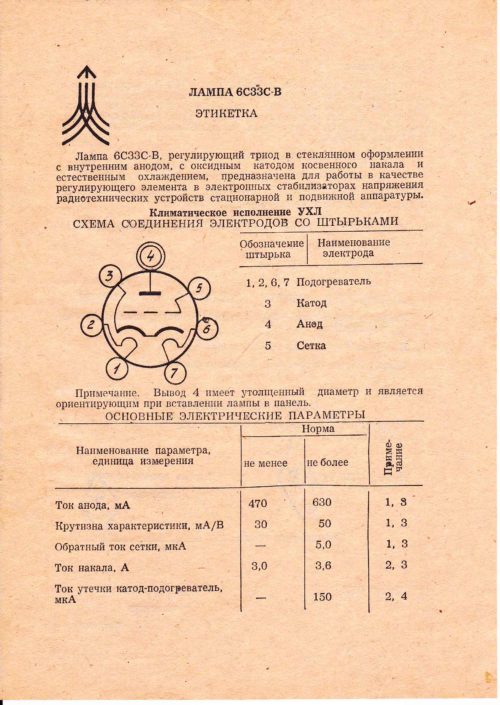 ЛАМПА 6С33С-В
ЭТИКЕТКА
Лампа 6С33С-В, регулирующий триод в стеклянном оформлении
с внутренним анодом, с оксидным катодом косвенного накала и
естественным охлаждением, предназначена для работы в качестве
регулирующего элемента в электронных стабилизаторах напряжения
радиотехнических устройств стационарной и подвижной аппаратуры.
Климатическое исполнение УХЛ
СХЕМА СОЕДИНЕНИЯ ЭЛЕКТРОДОВ СО ШТЫРЬКАМИ
4
3
5
2
6
1
7
Обозначение штырька Наименование электрода
1, 2, 6, 7 Подогреватель
3 Катод
4 Анод
5 Сетка
Примечание. Вывод 4 имеет утолщенный диаметр и является
ориентирующим при вставлении лампы в панель.
ОСНОВНЫЕ ЭЛЕКТРИЧЕСКИЕ ПАРАМЕТРЫ
Наименование параметра,
единица измерения
Норма
не менее
не более
Приме-
чание
Ток анода, мА 470 630 1, 3
Крутизна характеристики, мА/В 30 50 1, 3
Обратный ток сетки, мкА — 5,0 1, 3
Ток накала, А 3,0 3,6 2, 3
Ток утечки катод-подогреватель,
мкА — 150 2, 4